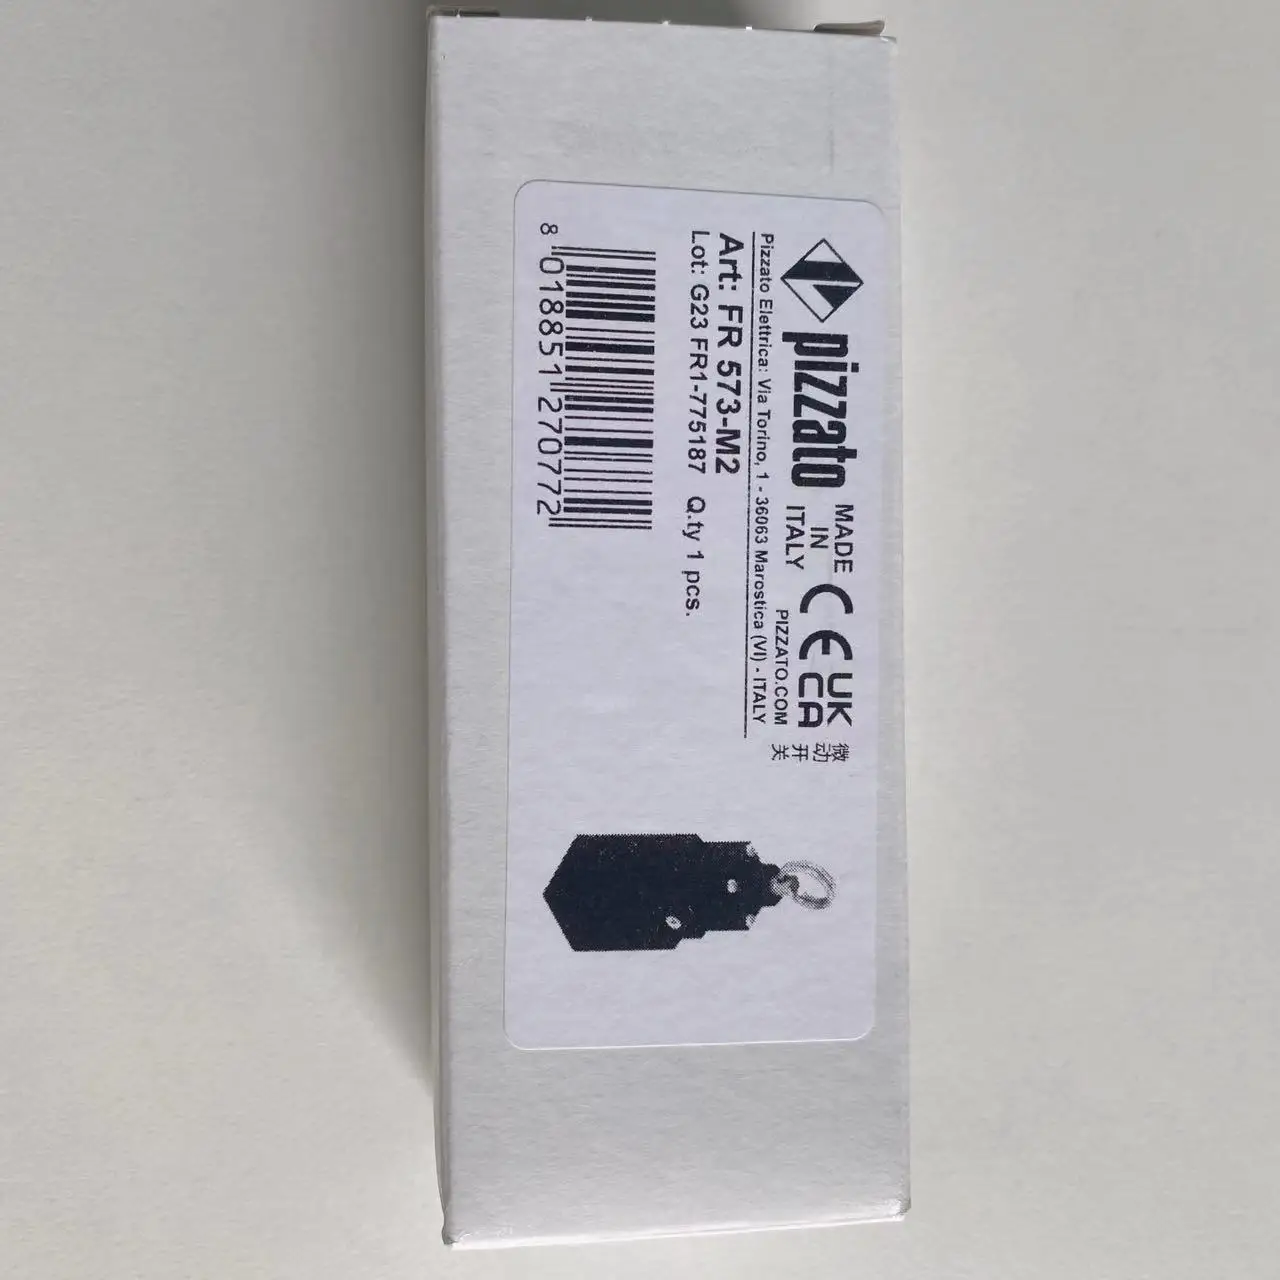 pizzato
MADE
IN
ITALY
CE
UK
CA
PIZZATO.COM
微
动
开
关
Pizzato Elettrica: Via Torino, 1 - 36063 Marostica (VI) - ITALY
Art: FR 573-M2
Lot: G23 FR1-775187 Q.ty 1 pcs.
8 018851 270772